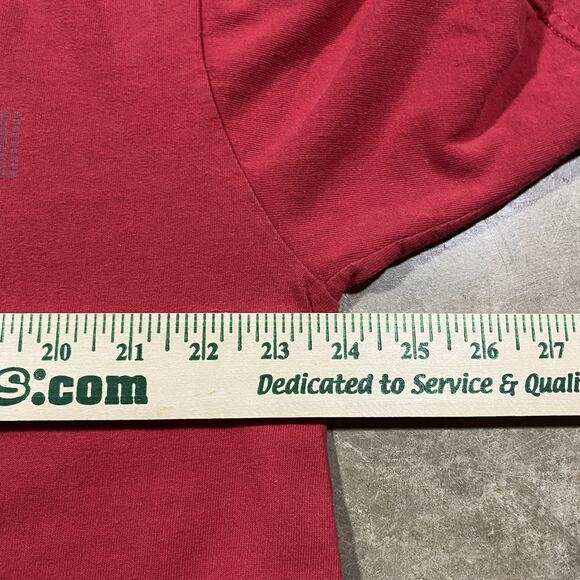 20 21 22 23 24 25 26 27
s.com Dedicated to Service & Quali